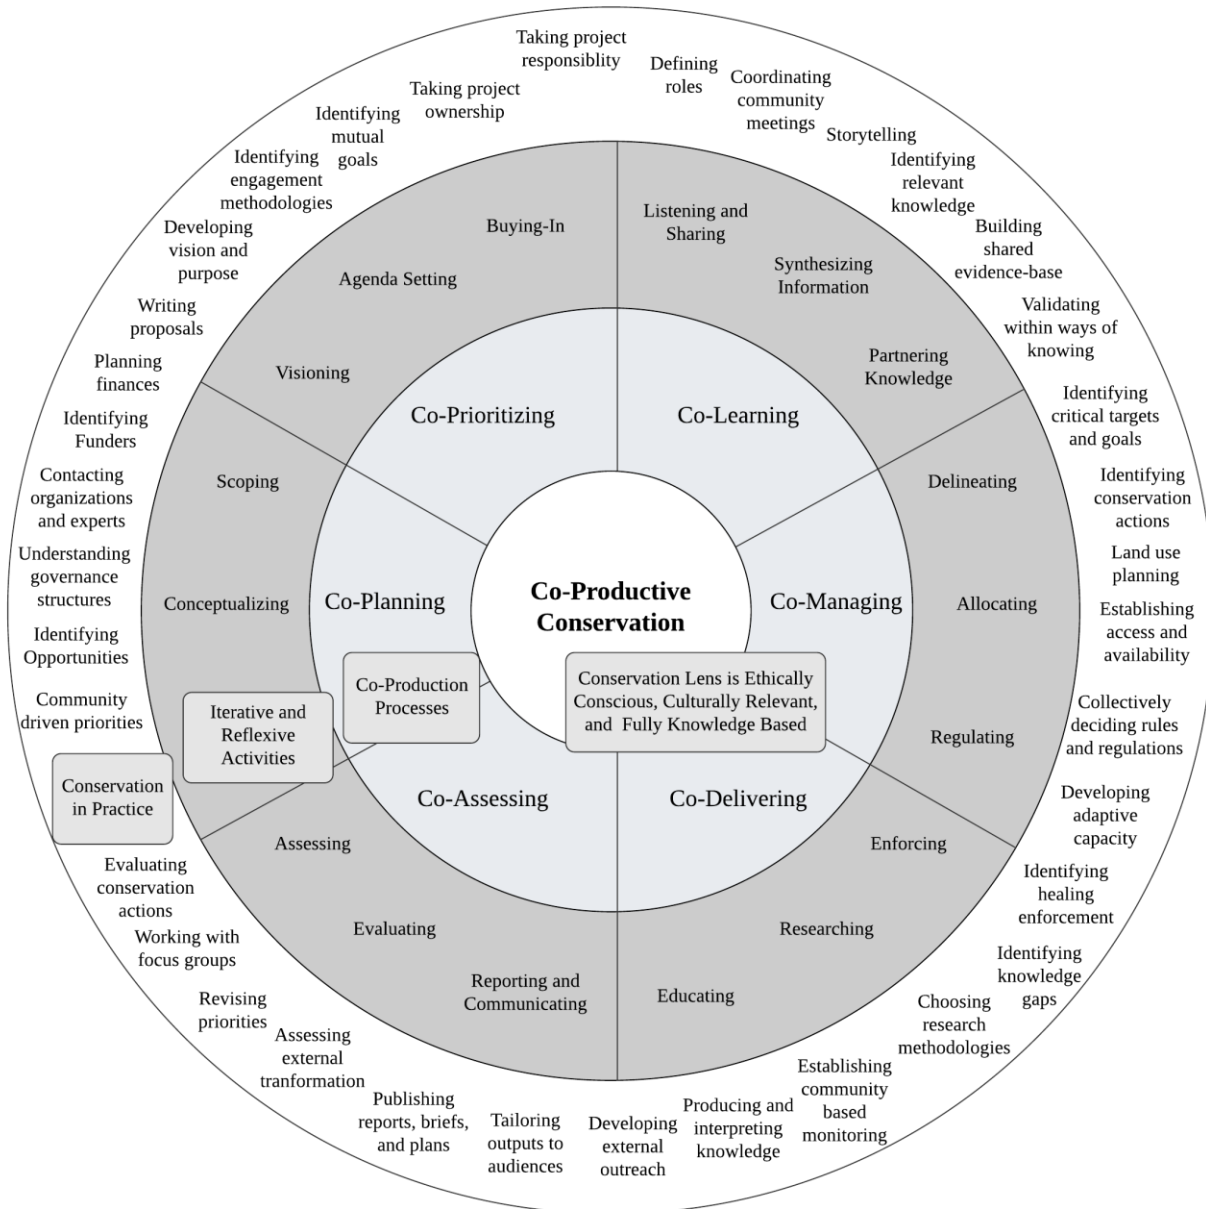 Taking project
responsiblity
Defining
roles
Coordinating
community
meetings
Storytelling
Identifying
relevant
knowledge
Building
shared
evidence-base
Validating
within ways of
knowing
Identifying
critical targets
and goals
Identifying
conservation
actions
Land use
planning
Establishing
access and
availability
Collectively
deciding rules
and regulations
Developing
adaptive
capacity
Identifying
healing
enforcement
Identifying
knowledge
gaps
Choosing
research
methodologies
Establishing
community
based
monitoring
Producing and
interpreting
knowledge
Developing
external
outreach
Tailoring
outputs to
audiences
Publishing
reports, briefs,
and plans
Assessing
external
tranformation
Revising
priorities
Working with
focus groups
Evaluating
conservation
actions
Conservation
in Practice
Community
driven priorities
Identifying
Opportunities
Understanding
governance
structures
Contacting
organizations
and experts
Identifying
Funders
Planning
finances
Writing
proposals
Developing
vision and
purpose
Identifying
engagement
methodologies
Identifying
mutual
goals
Taking project
ownership
Buying-In
Listening and
Sharing
Synthesizing
Information
Partnering
Knowledge
Delineating
Allocating
Regulating
Enforcing
Researching
Educating
Reporting and
Communicating
Evaluating
Assessing
Iterative and
Reflexive
Activities
Conceptualizing
Scoping
Visioning
Agenda Setting
Co-Prioritizing
Co-Learning
Co-Managing
Co-Delivering
Co-Assessing
Co-Production
Processes
Co-Planning
Co-Productive
Conservation
Conservation Lens is Ethically
Conscious, Culturally Relevant,
and Fully Knowledge Based